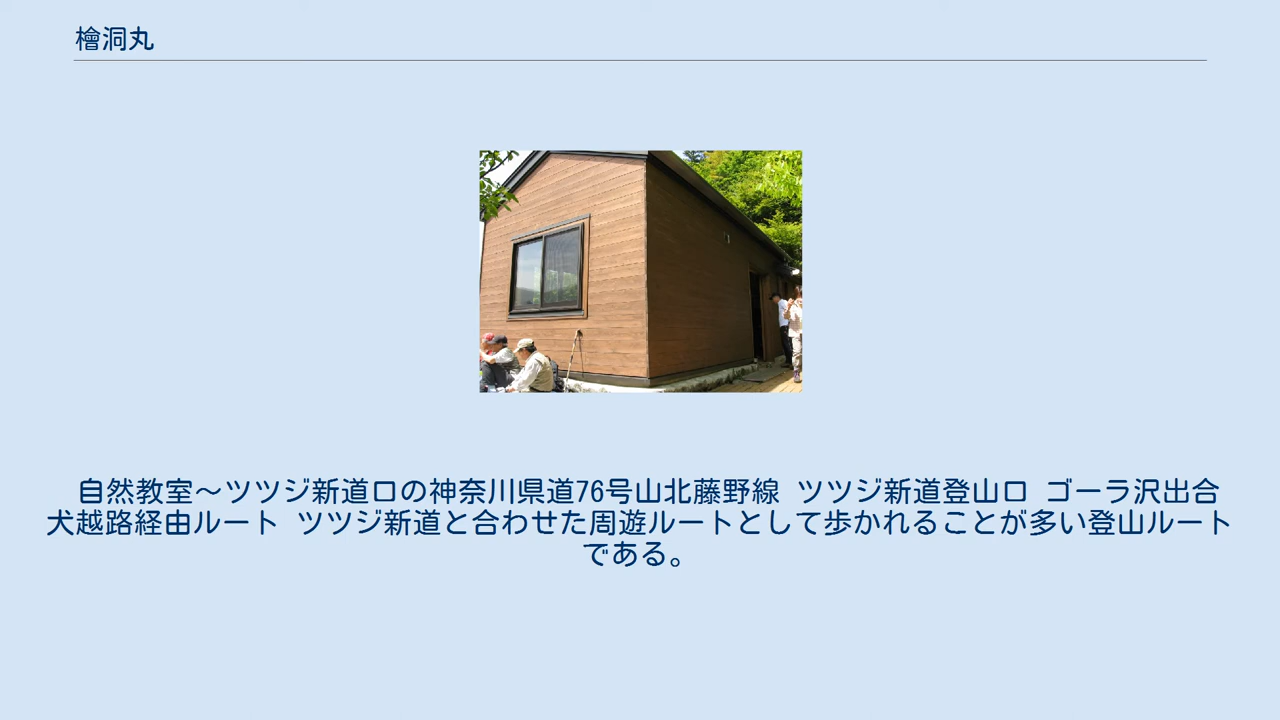 檜洞丸
自然教室～ツツジ新道口の神奈川県道76号山北藤野線 ツツジ新道登山口 ゴーラ沢出合
犬越路経由ルート ツツジ新道と合わせた周遊ルートとして歩かれることが多い登山ルート
である。